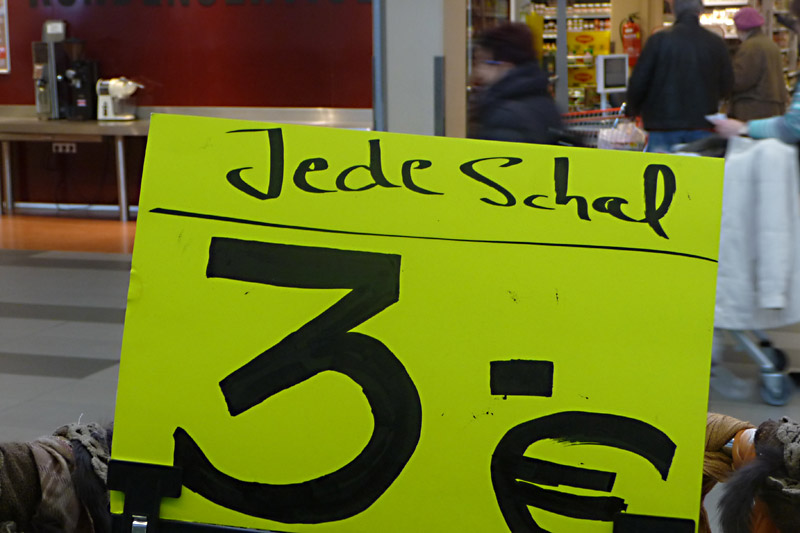 Jede Schal
3.- €